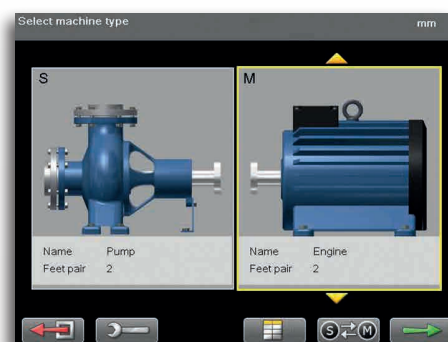 Select machine type mm
S M
Name Pump Name Engine
Feet pair 2 Feet pair 2
S M